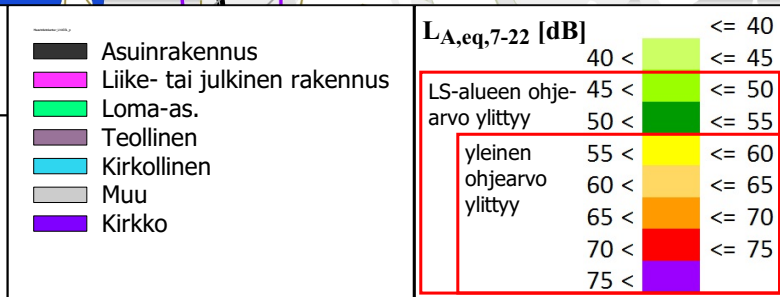 Asuinrakennus
Liike- tai julkinen rakennus
Loma-as.
Teollinen
Kirkollinen
Muu
Kirkko
L_A,eq,7-22 [dB]
<= 40
40 < <= 45
LS-alueen ohje- 45 < <= 50
arvo ylittyy 50 < <= 55
yleinen 55 < <= 60
ohjearvo 60 < <= 65
ylittyy 65 < <= 70
70 < <= 75
75 <